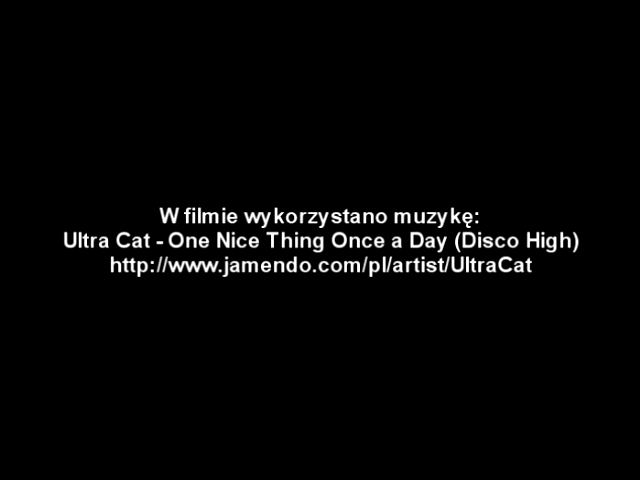 W filmie wykorzystano muzykę:
Ultra Cat - One Nice Thing Once a Day (Disco High)
http://www.jamendo.com/pl/artist/UltraCat